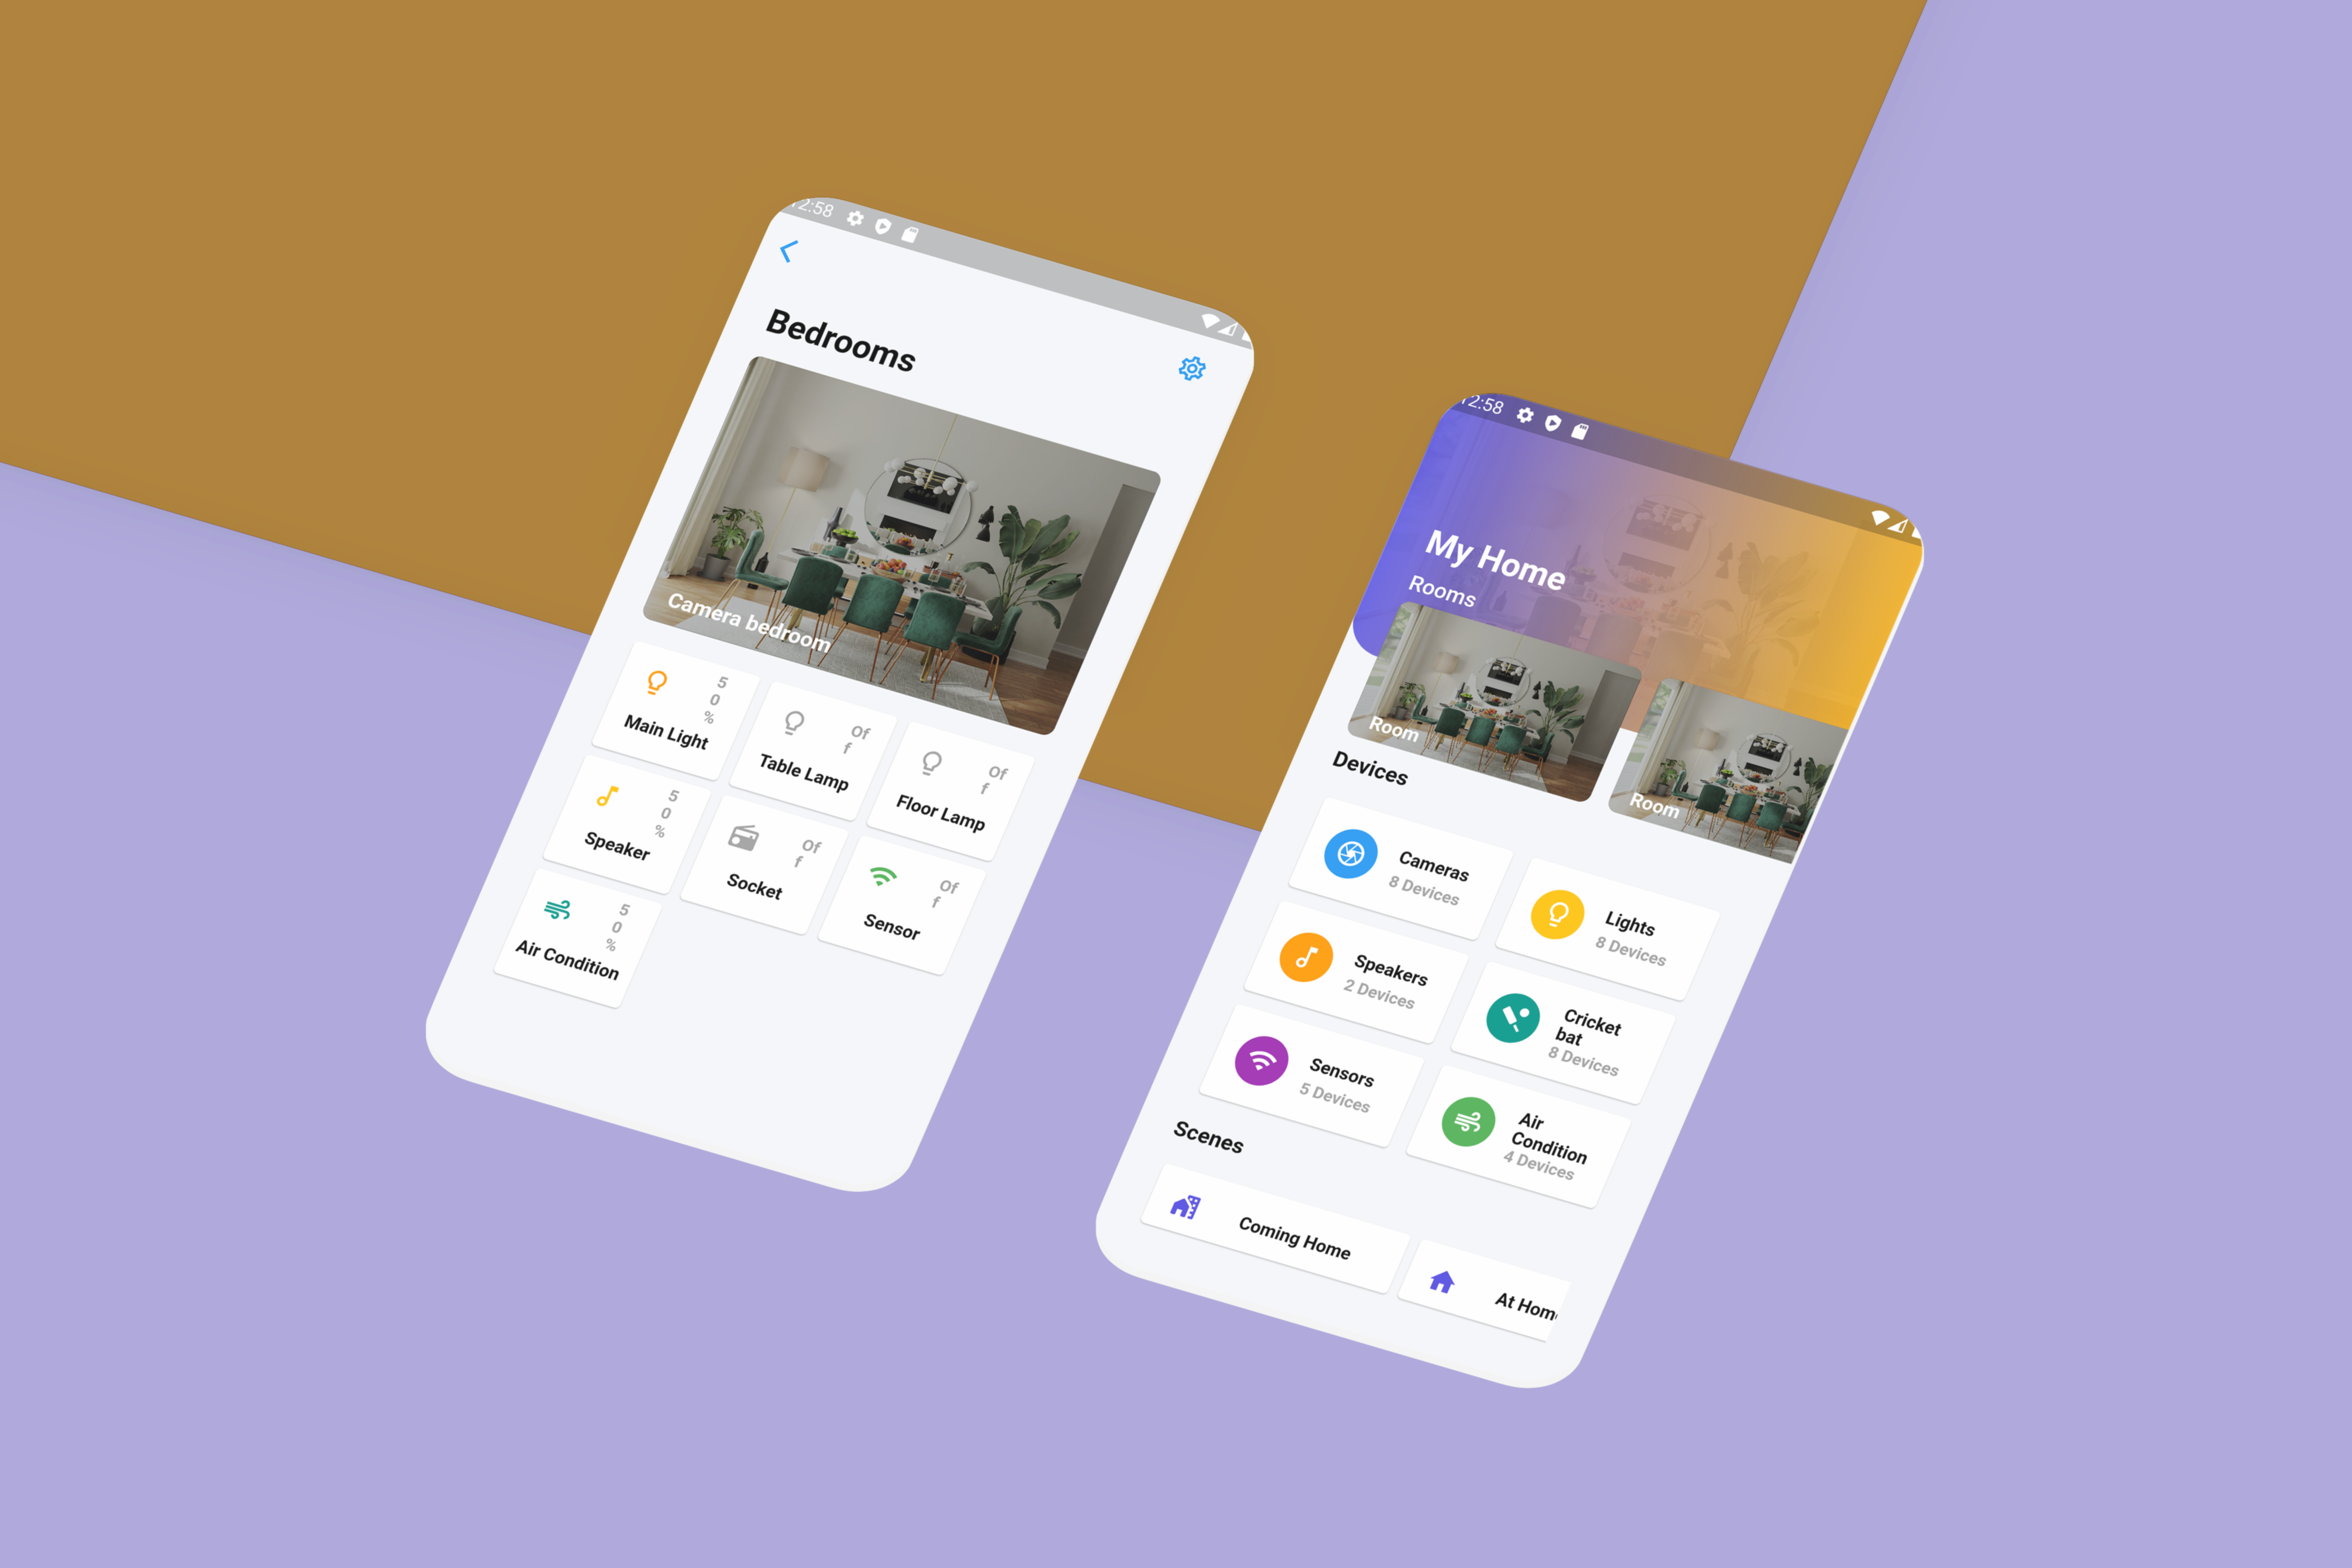 2:58
Bedrooms
Camera bedroom
5
0
%
Main Light
Of
f
Table Lamp
Of
f
Floor Lamp
5
0
%
Speaker
Of
f
Socket
Of
f
Sensor
5
0
%
Air Condition
2:58
My Home
Rooms
Room
Room
Devices
Cameras
8 Devices
Lights
8 Devices
Speakers
2 Devices
Cricket
bat
8 Devices
Sensors
5 Devices
Air
Condition
4 Devices
Scenes
Coming Home
At Hom